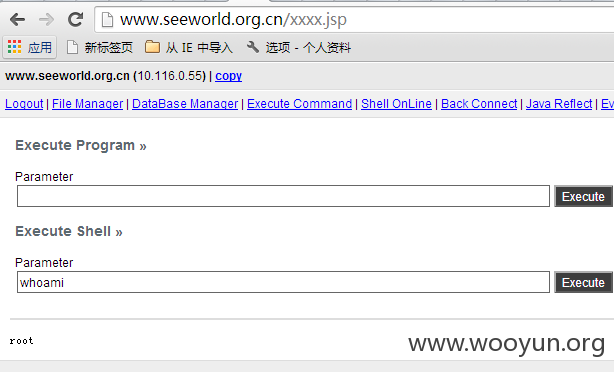 www.seeworld.org.cn/xxxx.jsp
应用 新标签页 从 IE 中导入 选项 - 个人资料
www.seeworld.org.cn (10.116.0.55) | copy
Logout | File Manager | DataBase Manager | Execute Command | Shell OnLine | Back Connect | Java Reflect | Ev
Execute Program »
Parameter
Execute
Execute Shell »
Parameter
whoami Execute
root
www.wooyun.org